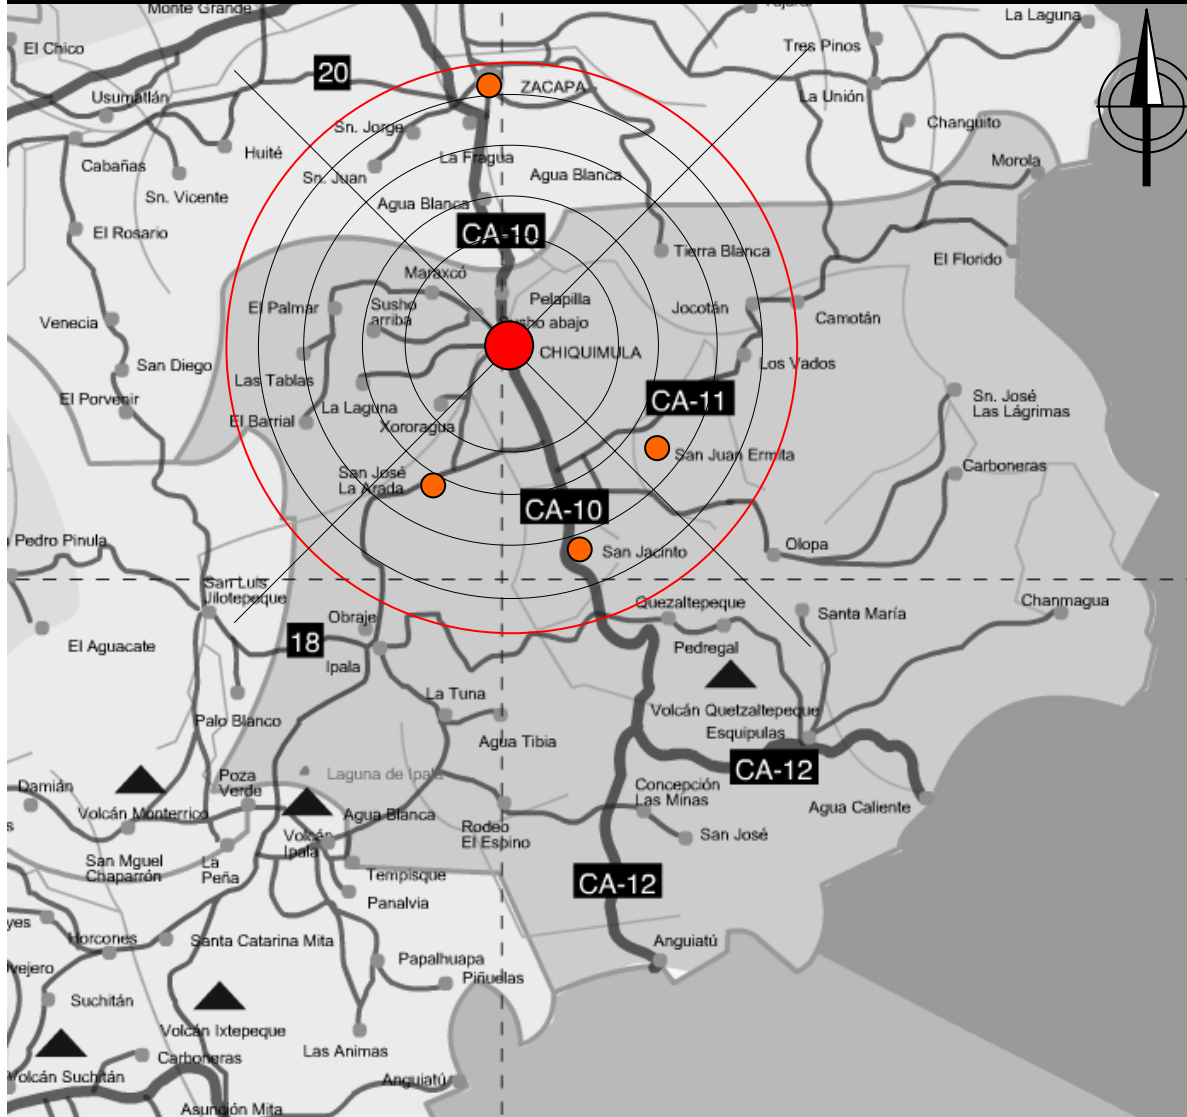 Monte Grande
La Laguna
El Chico
Tres Pinos
20
ZACAPA
Usumatlán
La Unión
Changuito
Sn. Jorge
Huité
La Fragua
Cabañas
Morola
Sn. Juan
Agua Blanca
Sn. Vicente
Agua Blanca
El Rosario
CA-10
Tierra Blanca
El Florido
Maraxcó
El Palmar
Susho
arriba
Pelapilla
Jocotán
Camotán
Venecia
Susho abajo
CHIQUIMULA
San Diego
Los Vados
Las Tablas
El Porvenir
La Laguna
CA-11
Sn. José
Las Lágrimas
El Barrial
Xororagua
San Juan Ermita
Carboneras
San José
La Arada
CA-10
Pedro Pinula
San Jacinto
Olopa
San Luis
Jilotepeque
Quezaltepeque
Chanmagua
Obraje
Santa María
El Aguacate
18
Ipala
Pedregal
La Tuna
Volcán Quetzaltepeque
Palo Blanco
Esquipulas
Agua Tibia
CA-12
Laguna de Ipala
Poza
Verde
Damián
Concepción
Las Minas
Agua Caliente
Volcán Monterrico
Agua Blanca
Rodeo
El Espino
San José
Volcán
Ipala
San Mguel
Chaparrón
La
Peña
Tempisque
CA-12
Panalvia
yes
Horcones
Santa Catarina Mita
Anguiatú
Papalhuapa
vejero
Piñuelas
Suchitán
Volcán Ixtepeque
Las Animas
Carboneras
Volcán Suchitán
Anguiatú
Asunción Mita